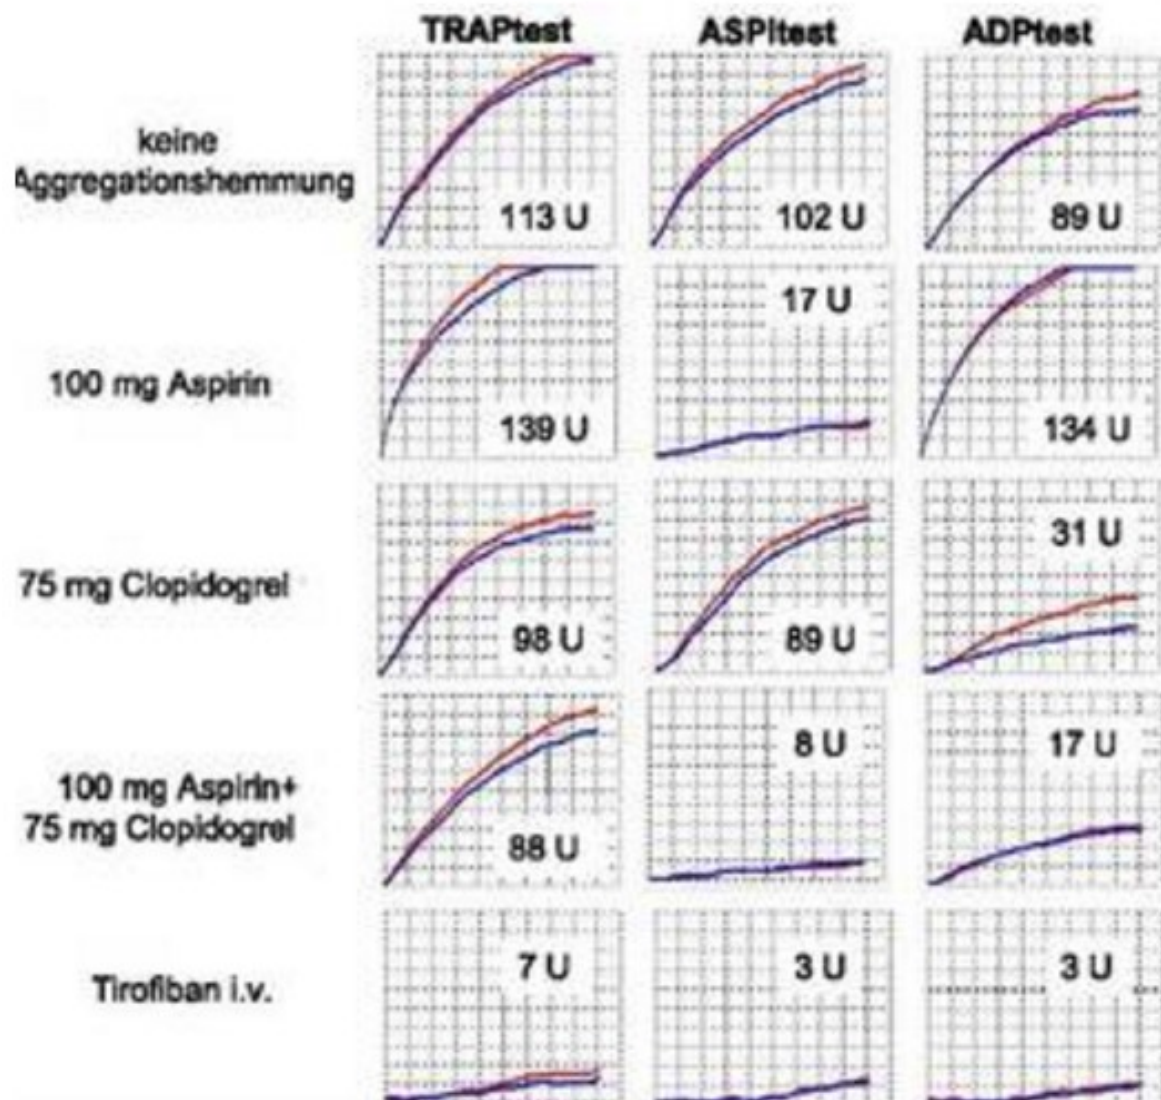 TRAPtest ASPItest ADPtest
keine
Aggregationshemmung
113 U 102 U 89 U
100 mg Aspirin
139 U 17 U 134 U
75 mg Clopidogrel
98 U 89 U 31 U
100 mg Aspirin+
75 mg Clopidogrel
88 U 8 U 17 U
Tirofiban i.v.
7 U 3 U 3 U